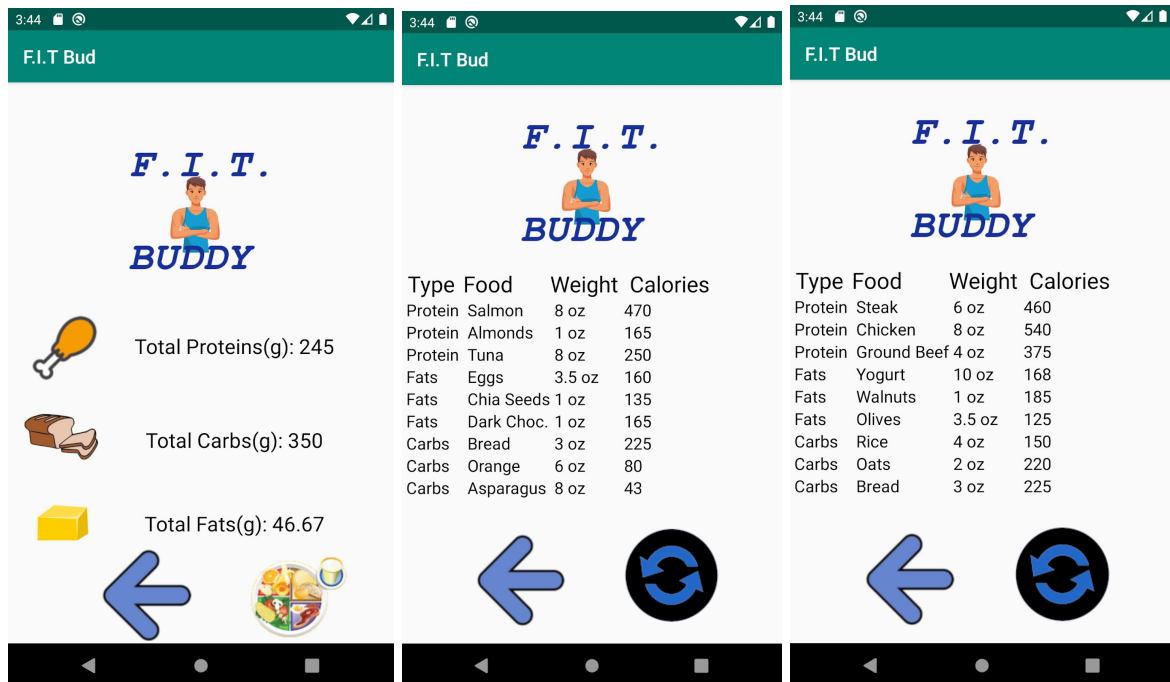 3:44
F.I.T Bud
F.I.T.
BUDDY
Total Proteins(g): 245
Total Carbs(g): 350
Total Fats(g): 46.67
3:44
F.I.T Bud
F.I.T.
BUDDY
Type Food Weight Calories
Protein Salmon 8 oz 470
Protein Almonds 1 oz 165
Protein Tuna 8 oz 250
Fats Eggs 3.5 oz 160
Fats Chia Seeds 1 oz 135
Fats Dark Choc. 1 oz 165
Carbs Bread 3 oz 225
Carbs Orange 6 oz 80
Carbs Asparagus 8 oz 43
3:44
F.I.T Bud
F.I.T.
BUDDY
Type Food Weight Calories
Protein Steak 6 oz 460
Protein Chicken 8 oz 540
Protein Ground Beef 4 oz 375
Fats Yogurt 10 oz 168
Fats Walnuts 1 oz 185
Fats Olives 3.5 oz 125
Carbs Rice 4 oz 150
Carbs Oats 2 oz 220
Carbs Bread 3 oz 225